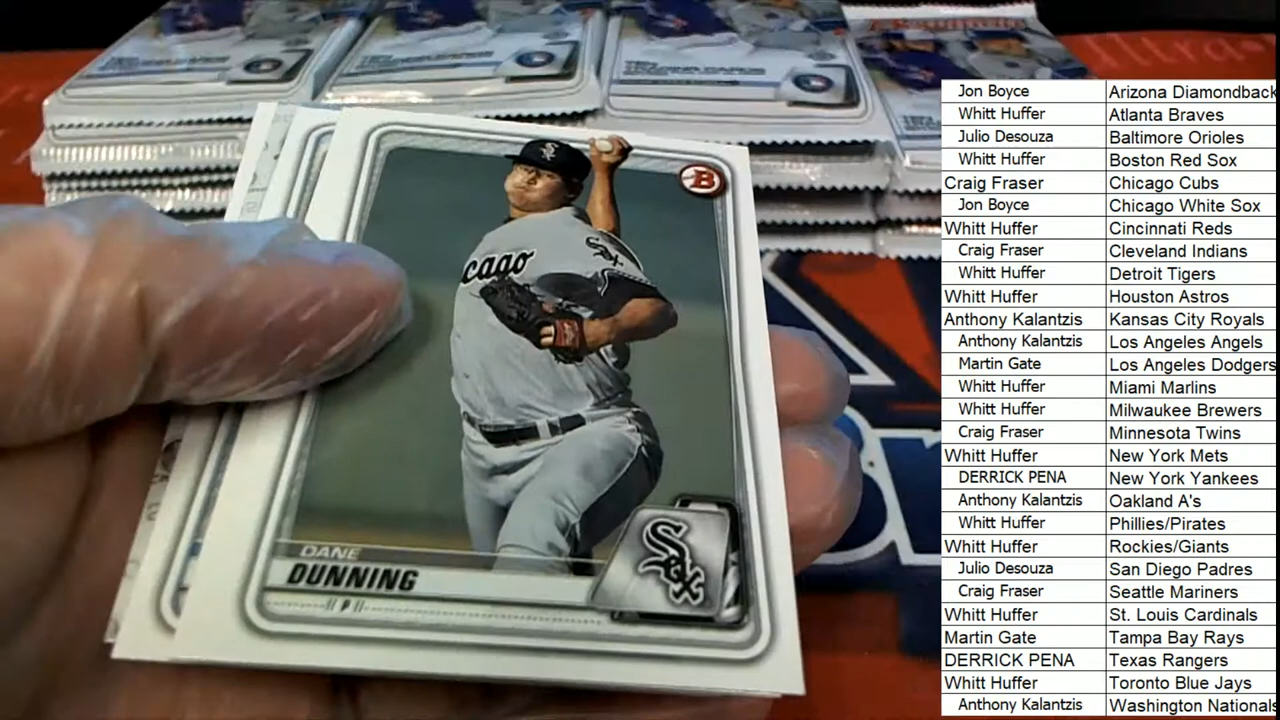 Jon Boyce Arizona Diamondback
Whitt Huffer Atlanta Braves
Julio Desouza Baltimore Orioles
Whitt Huffer Boston Red Sox
Craig Fraser Chicago Cubs
Jon Boyce Chicago White Sox
Whitt Huffer Cincinnati Reds
Craig Fraser Cleveland Indians
Whitt Huffer Detroit Tigers
Whitt Huffer Houston Astros
Anthony Kalantzis Kansas City Royals
Anthony Kalantzis Los Angeles Angels
Martin Gate Los Angeles Dodgers
Whitt Huffer Miami Marlins
Whitt Huffer Milwaukee Brewers
Craig Fraser Minnesota Twins
Whitt Huffer New York Mets
DERRICK PENA New York Yankees
Anthony Kalantzis Oakland A's
Whitt Huffer Phillies/Pirates
Whitt Huffer Rockies/Giants
Julio Desouza San Diego Padres
Craig Fraser Seattle Mariners
Whitt Huffer St. Louis Cardinals
Martin Gate Tampa Bay Rays
DERRICK PENA Texas Rangers
Whitt Huffer Toronto Blue Jays
Anthony Kalantzis Washington Nationals
Sox
B
Sox
cago
DANE
DUNNING
P
Sox